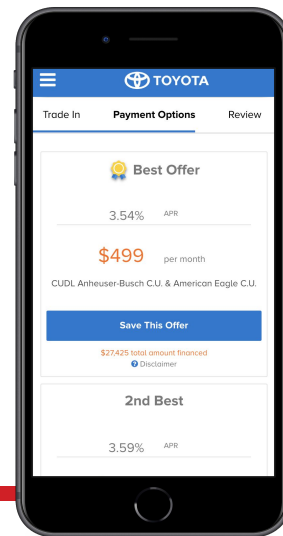 TOYOTA
Trade In Payment Options Review
Best Offer
3.54% APR
$499 per month
CUDL Anheuser-Busch C.U. & American Eagle C.U.
Save This Offer
$27,425 total amount financed
? Disclaimer
2nd Best
3.59% APR